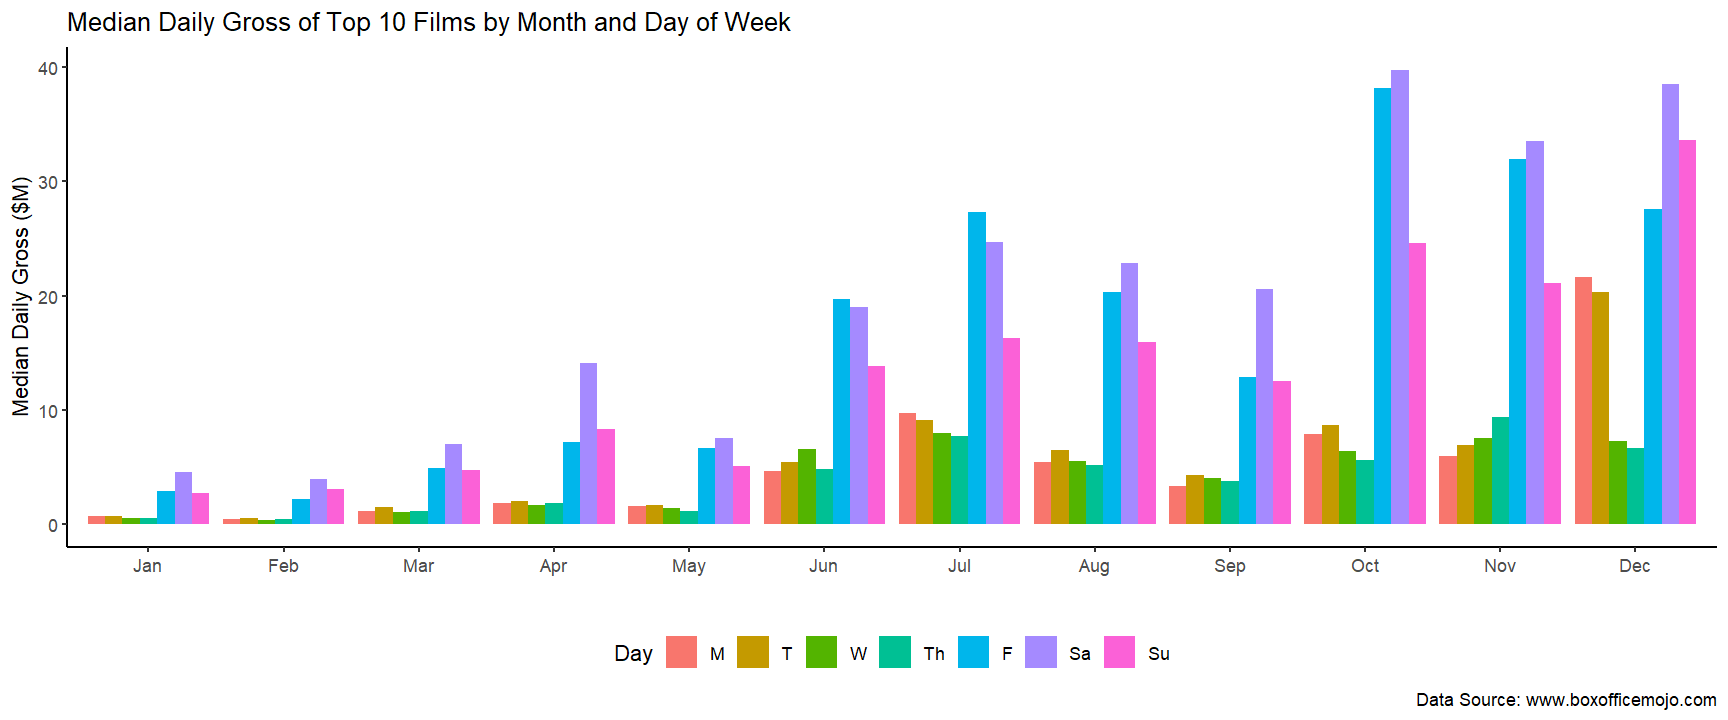 Median Daily Gross of Top 10 Films by Month and Day of Week
Median Daily Gross ($M)
40
30
20
10
0
Jan Feb Mar Apr May Jun Jul Aug Sep Oct Nov Dec
Day M T W Th F Sa Su
Data Source: www.boxofficemojo.com